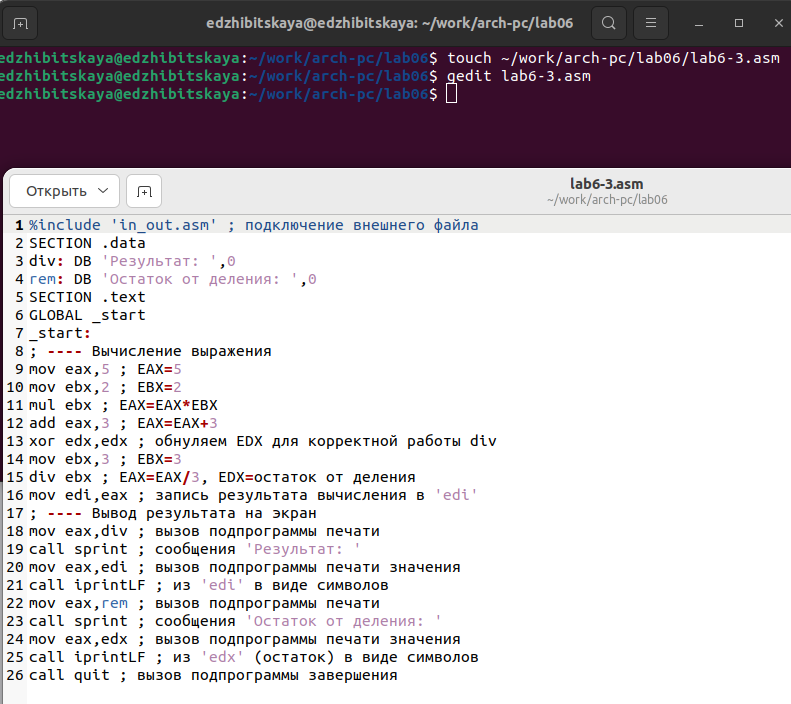 edzhibitskaya@edzhibitskaya: ~/work/arch-pc/lab06
edzhibitskaya@edzhibitskaya:~/work/arch-pc/lab06$ touch ~/work/arch-pc/lab06/lab6-3.asm
edzhibitskaya@edzhibitskaya:~/work/arch-pc/lab06$ gedit lab6-3.asm
edzhibitskaya@edzhibitskaya:~/work/arch-pc/lab06$
Открыть
lab6-3.asm
~/work/arch-pc/lab06
1 %include 'in_out.asm' ; подключение внешнего файла
2 SECTION .data
3 div: DB 'Результат: ',0
4 rem: DB 'Остаток от деления: ',0
5 SECTION .text
6 GLOBAL _start
7 _start:
8 ; ---- Вычисление выражения
9 mov eax,5 ; EAX=5
10 mov ebx,2 ; EBX=2
11 mul ebx ; EAX=EAX*EBX
12 add eax,3 ; EAX=EAX+3
13 xor edx,edx ; обнуляем EDX для корректной работы div
14 mov ebx,3 ; EBX=3
15 div ebx ; EAX=EAX/3, EDX=остаток от деления
16 mov edi,eax ; запись результата вычисления в 'edi'
17 ; ---- Вывод результата на экран
18 mov eax,div ; вызов подпрограммы печати
19 call sprint ; сообщения 'Результат: '
20 mov eax,edi ; вызов подпрограммы печати значения
21 call iprintLF ; из 'edi' в виде символов
22 mov eax,rem ; вызов подпрограммы печати
23 call sprint ; сообщения 'Остаток от деления: '
24 mov eax,edx ; вызов подпрограммы печати значения
25 call iprintLF ; из 'edx' (остаток) в виде символов
26 call quit ; вызов подпрограммы завершения